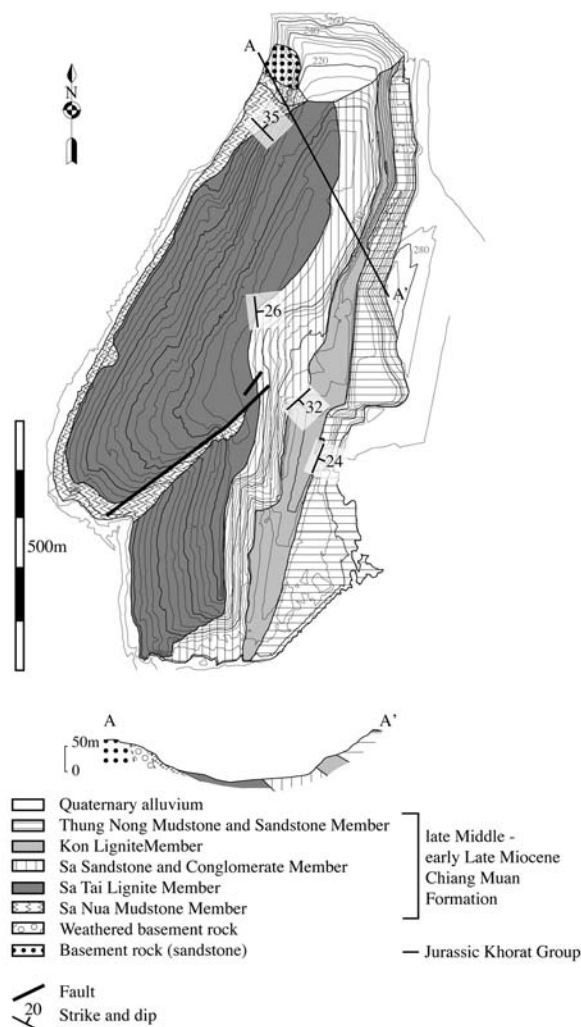 260
240
220
A
N
35
280
A'
26
32
24
500m
A
A'
50m
0
Quaternary alluvium
Thung Nong Mudstone and Sandstone Member
Kon LigniteMember
Sa Sandstone and Conglomerate Member
Sa Tai Lignite Member
Sa Nua Mudstone Member
Weathered basement rock
Basement rock (sandstone)
late Middle -
early Late Miocene
Chiang Muan
Formation
Jurassic Khorat Group
Fault
20
Strike and dip